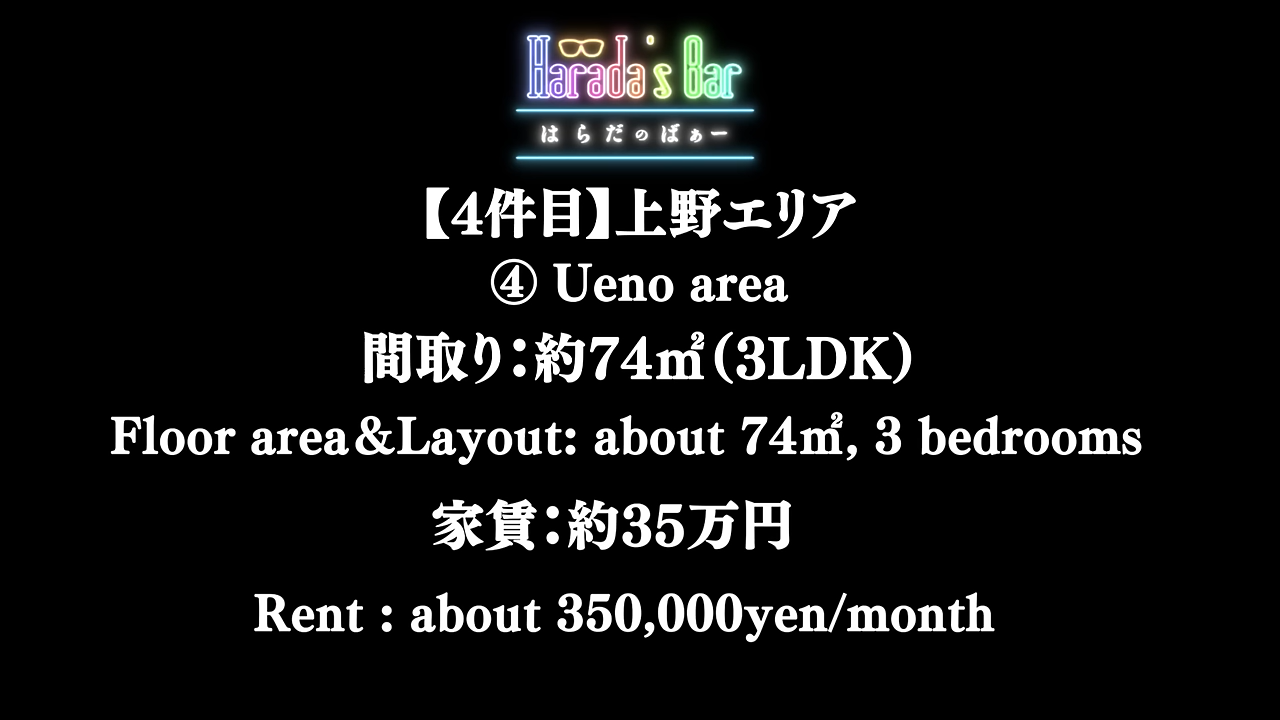 Harada's Bar
はらだのばぁー
【4件目】上野エリア
④ Ueno area
間取り：約74㎡（3LDK）
Floor area＆Layout: about 74㎡, 3 bedrooms
家賃：約35万円
Rent : about 350,000yen/month